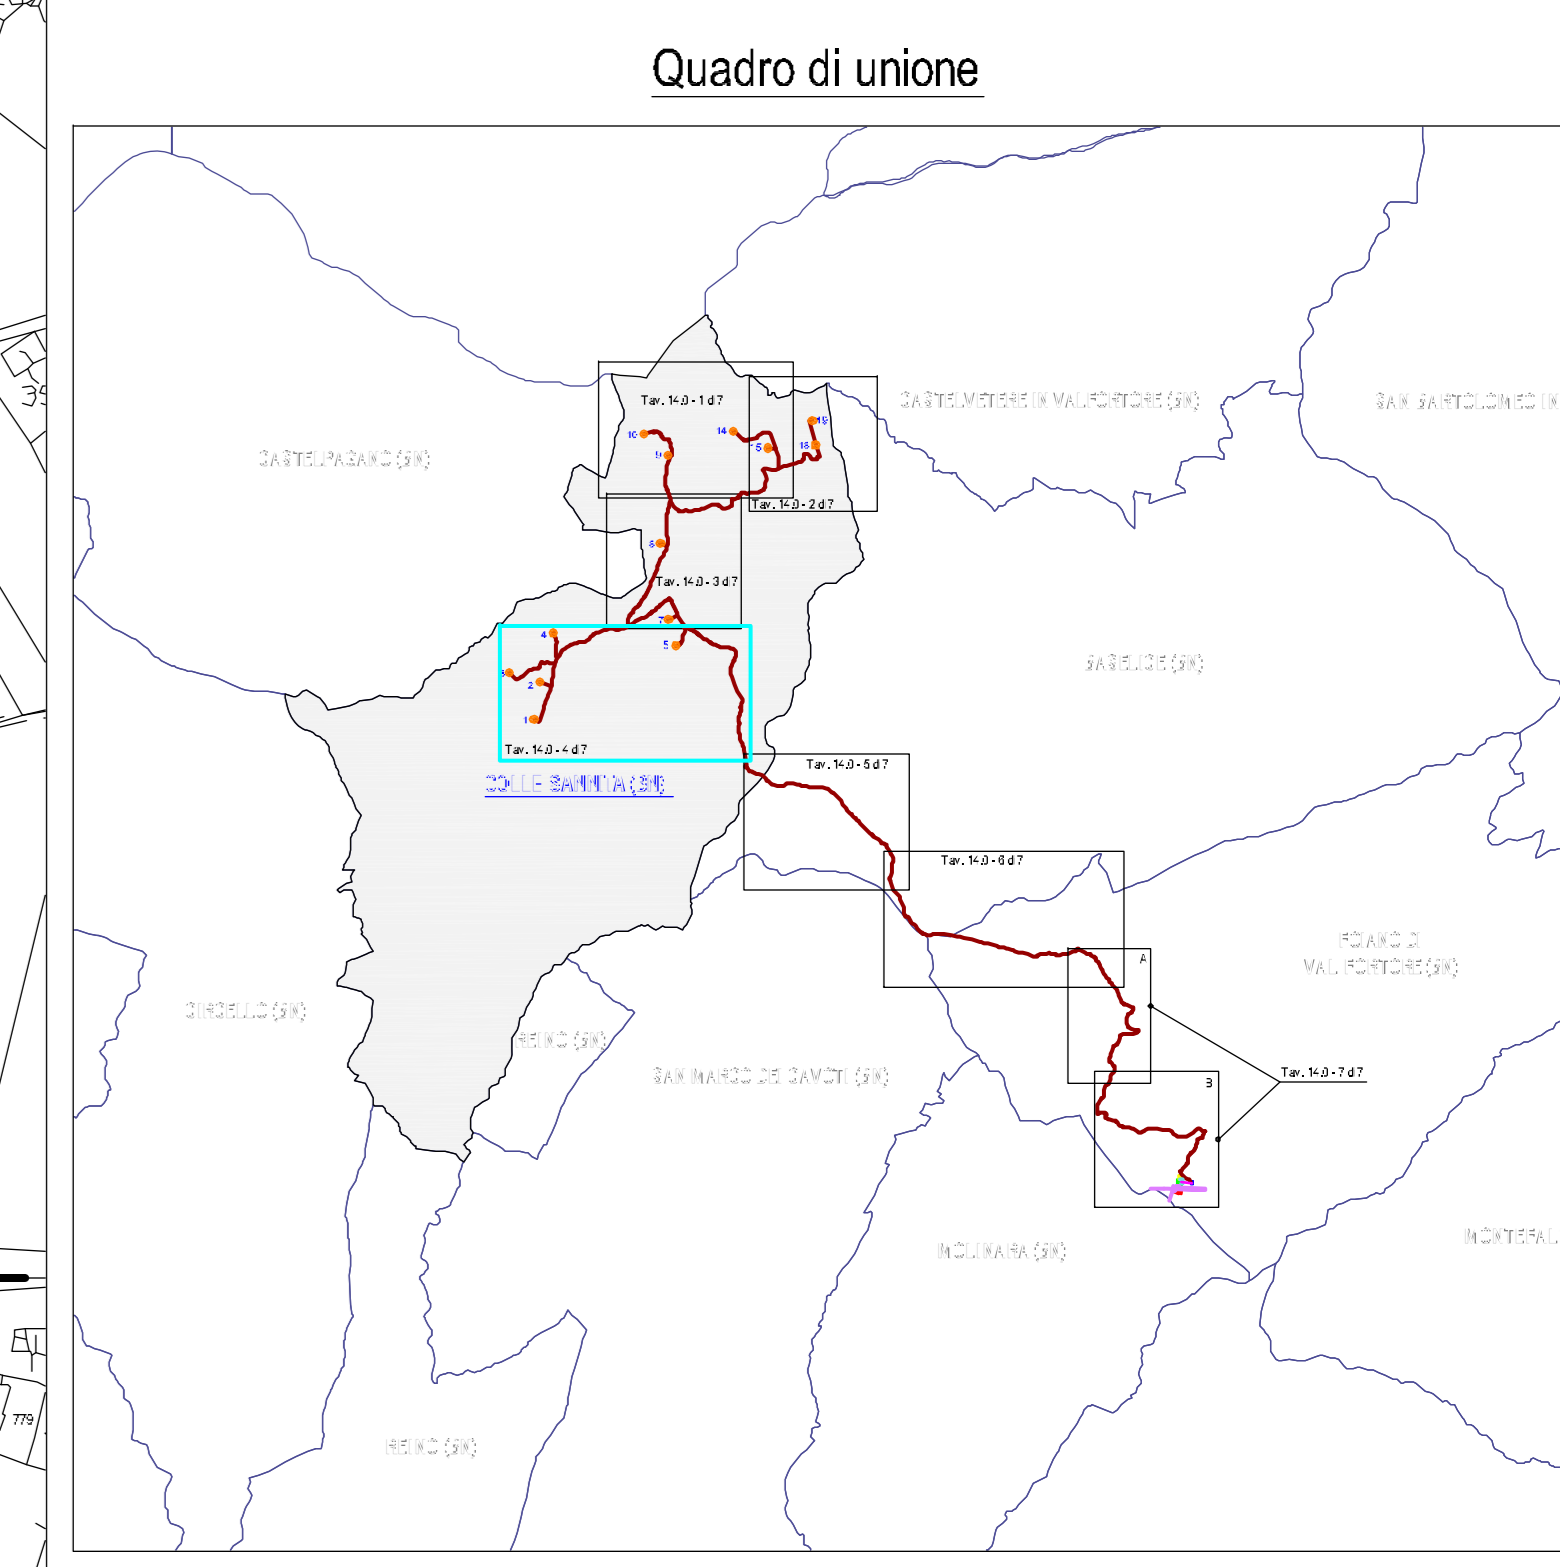 Quadro di unione
35
Tav. 14.0 - 1 di 7
CASTELVETERE IN VALFORTORE (BN)
SAN BARTOLOMEO IN
10
14
19
9
15
18
CASTELPAGANO (BN)
Tav. 14.0 - 2 di 7
8
Tav. 14.0 - 3 di 7
7
4
5
BASELICE (BN)
3
2
1
Tav. 14.0 - 4 di 7
Tav. 14.0 - 5 di 7
COLLE SANNITA (BN)
Tav. 14.0 - 6 di 7
FOIANO DI
VAL FORTORE (BN)
A
CIRCELLO (BN)
REINO (BN)
SAN MARCO DEI CAVOTI (BN)
Tav. 14.0 - 7 di 7
B
MOLINARA (BN)
MONTEFAL
779
REINO (BN)